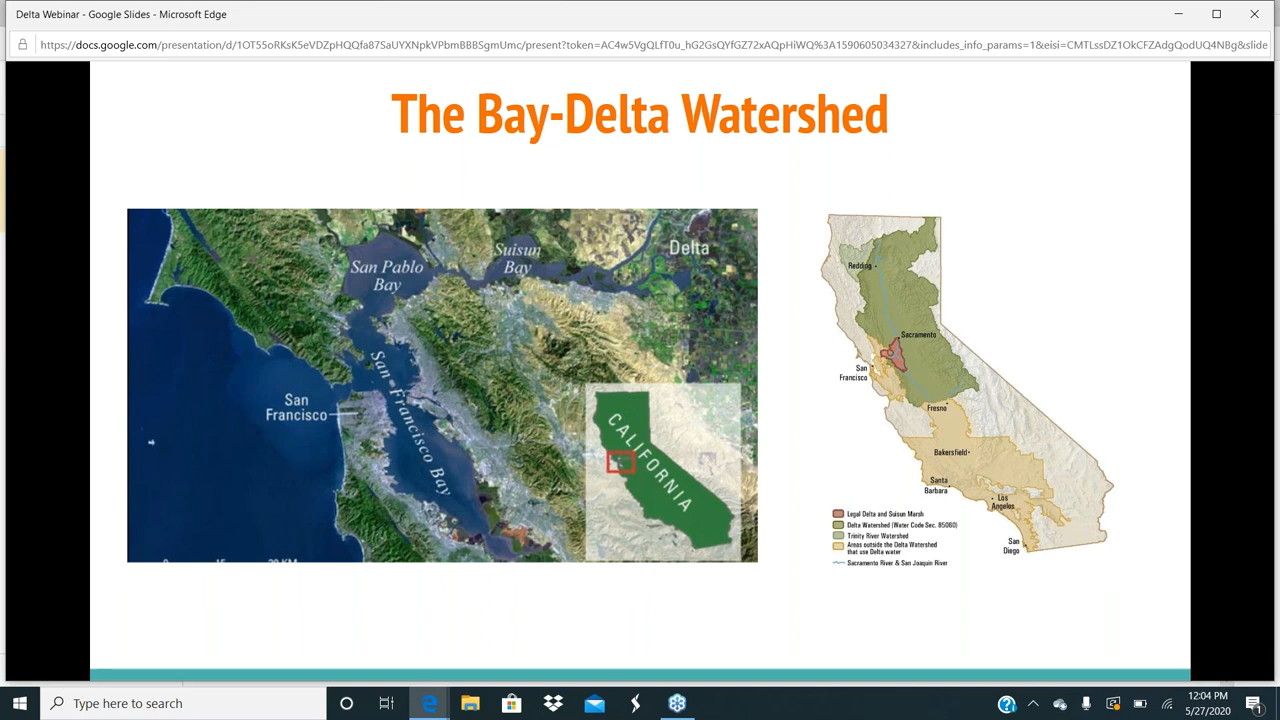 Delta Webinar - Google Slides - Microsoft Edge
https://docs.google.com/presentation/d/1OT55oRKsK5eVDZpHQQfa87SaUYXNpkVPbmBBBSgmUmc/present?token=AC4w5VgQLfT0u_hG2GsQYfGZ72xAQpHiWQ%3A1590605034327&includes_info_params=1&eisi=CMTLssDZ1OkCFZAdgQodUQ4NBg&slide
The Bay-Delta Watershed
San Pablo
Bay
Suisun
Bay
Delta
San
Francisco
San Francisco Bay
CALIFORNIA
Redding
Sacramento
San
Francisco
Fresno
Bakersfield
Santa
Barbara
Los
Angeles
San
Diego
Legal Delta and Suisun Marsh
Delta Watershed (Water Code Sec. 85060)
Trinity River Watershed
Areas outside the Delta Watershed
that use Delta water
Sacramento River & San Joaquin River
Type here to search
12:04 PM
5/27/2020